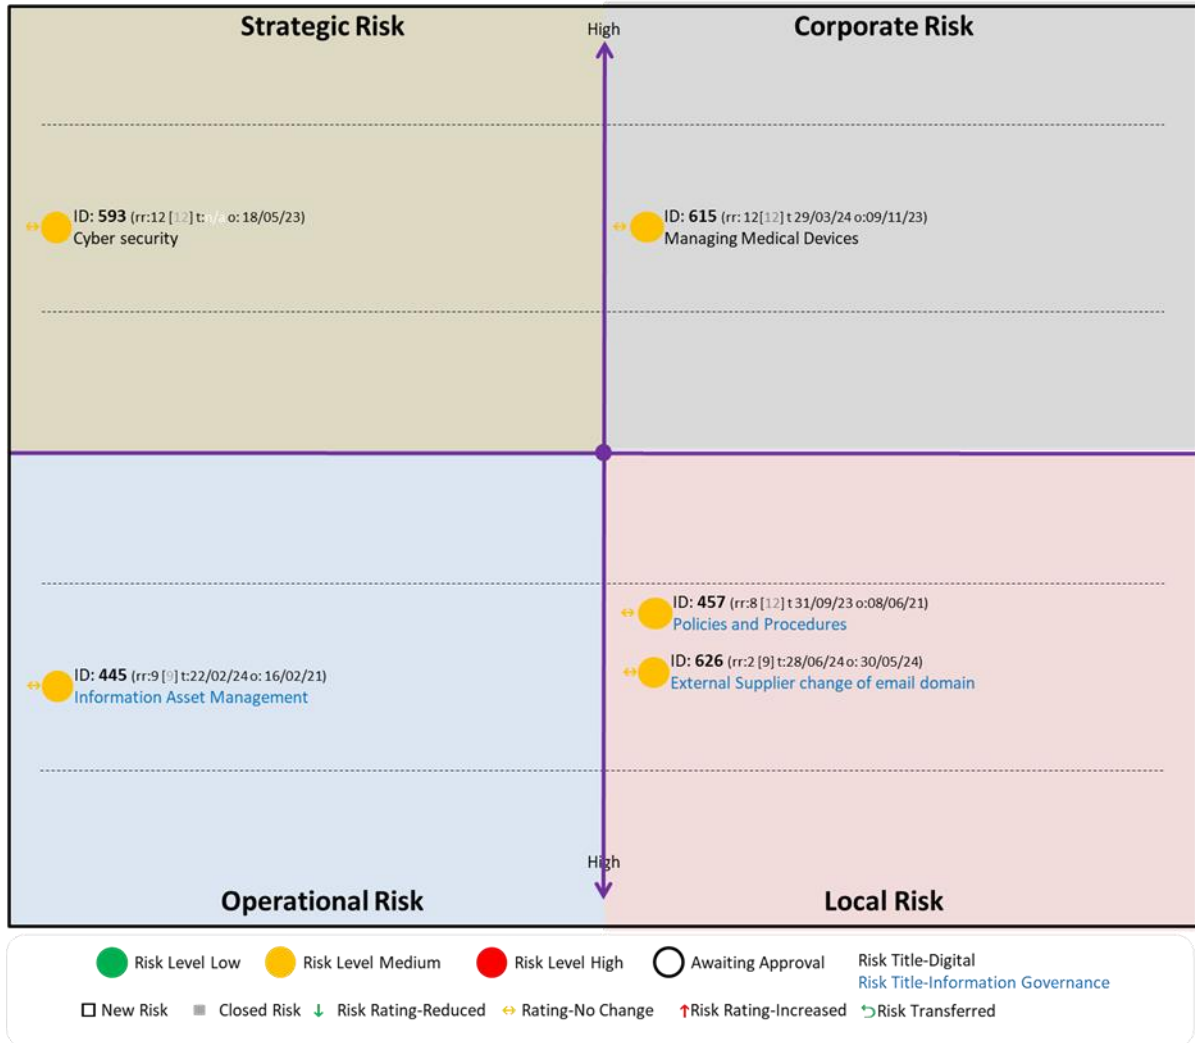 Strategic Risk
High
Corporate Risk
ID: 593 (rr:12 [12] t:n/a o: 18/05/23)
Cyber security
ID: 615 (rr: 12[12] t 29/03/24 o:09/11/23)
Managing Medical Devices
ID: 457 (rr:8 [12] t 31/09/23 o:08/06/21)
Policies and Procedures
ID: 626 (rr:2 [9] t:28/06/24 o: 30/05/24)
External Supplier change of email domain
ID: 445 (rr:9 [9] t:22/02/24 o: 16/02/21)
Information Asset Management
High
Operational Risk
Local Risk
Risk Level Low
Risk Level Medium
Risk Level High
Awaiting Approval
Risk Title-Digital
Risk Title-Information Governance
New Risk
Closed Risk
Risk Rating-Reduced
Rating-No Change
Risk Rating-Increased
Risk Transferred